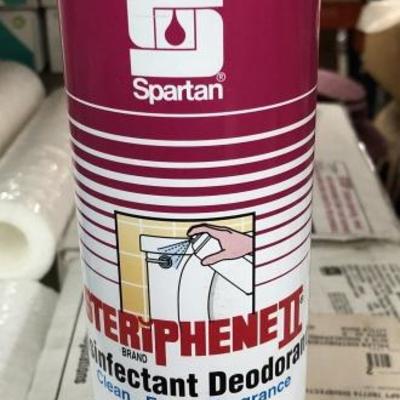 Spartan®
STERiPHENE II®
BRAND
Disinfectant Deodorant
Clean